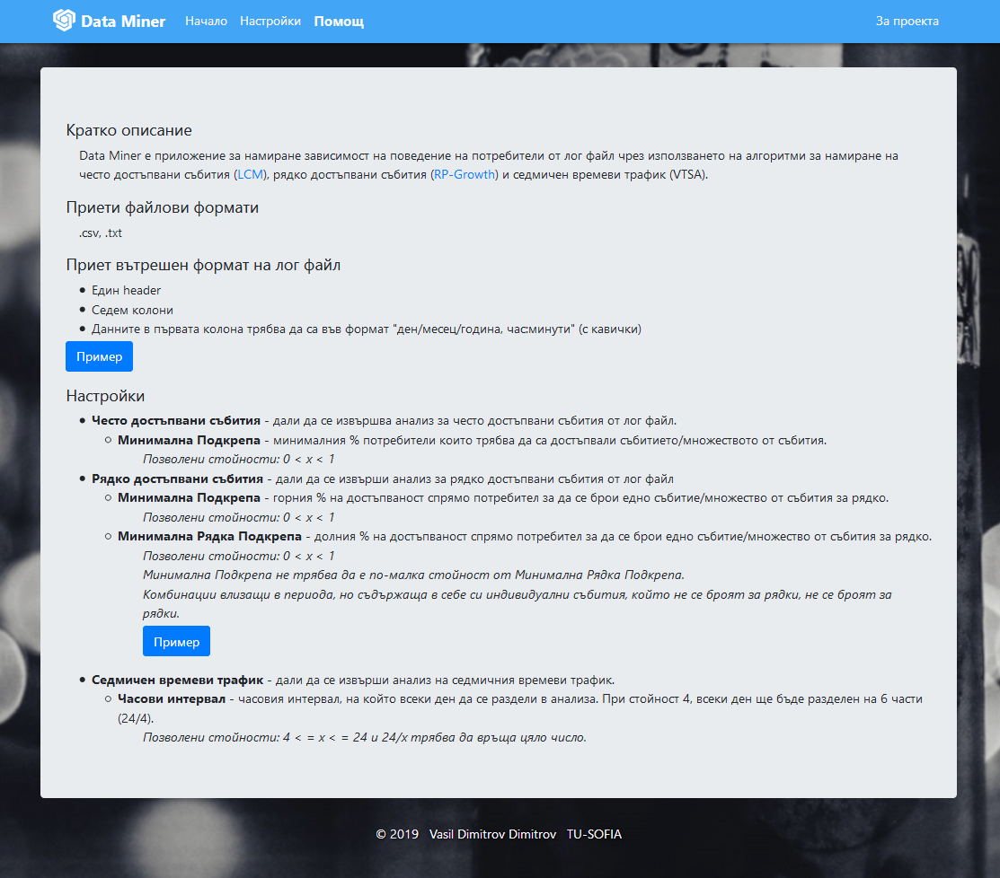 Data Miner Начало Настройки Помощ За проекта
Кратко описание
Data Miner е приложение за намиране зависимост на поведение на потребители от лог файл чрез използването на алгоритми за намиране на
често достъпвани събития (LCM), рядко достъпвани събития (RP-Growth) и седмичен времеви трафик (VTSA).
Приети файлови формати
.csv, .txt
Приет вътрешен формат на лог файл
Един header
Седем колони
Данните в първата колона трябва да са във формат "ден/месец/година, час:минути" (с кавички)
Пример
Настройки
Често достъпвани събития - дали да се извършва анализ за често достъпвани събития от лог файл.
Минимална Подкрепа - минималния % потребители които трябва да са достъпвали събитието/множеството от събития.
Позволени стойности: 0 < x < 1
Рядко достъпвани събития - дали да се извърши анализ за рядко достъпвани събития от лог файл
Минимална Подкрепа - горния % на достъпваност спрямо потребител за да се брои едно събитие/множество от събития за рядко.
Позволени стойности: 0 < x < 1
Минимална Рядка Подкрепа - долния % на достъпваност спрямо потребител за да се брои едно събитие/множество от събития за рядко.
Позволени стойности: 0 < x < 1
Минимална Подкрепа не трябва да е по-малка стойност от Минимална Рядка Подкрепа.
Комбинации влизащи в периода, но съдържаща в себе си индивидуални събития, който не се броят за рядки, не се броят за
рядки.
Пример
Седмичен времеви трафик - дали да се извърши анализ на седмичния времеви трафик.
Часови интервал - часовия интервал, на който всеки ден да се раздели в анализа. При стойност 4, всеки ден ще бъде разделен на 6 части
(24/4).
Позволени стойности: 4 < = x < = 24 и 24/x трябва да връща цяло число.
© 2019 Vasil Dimitrov Dimitrov TU-SOFIA